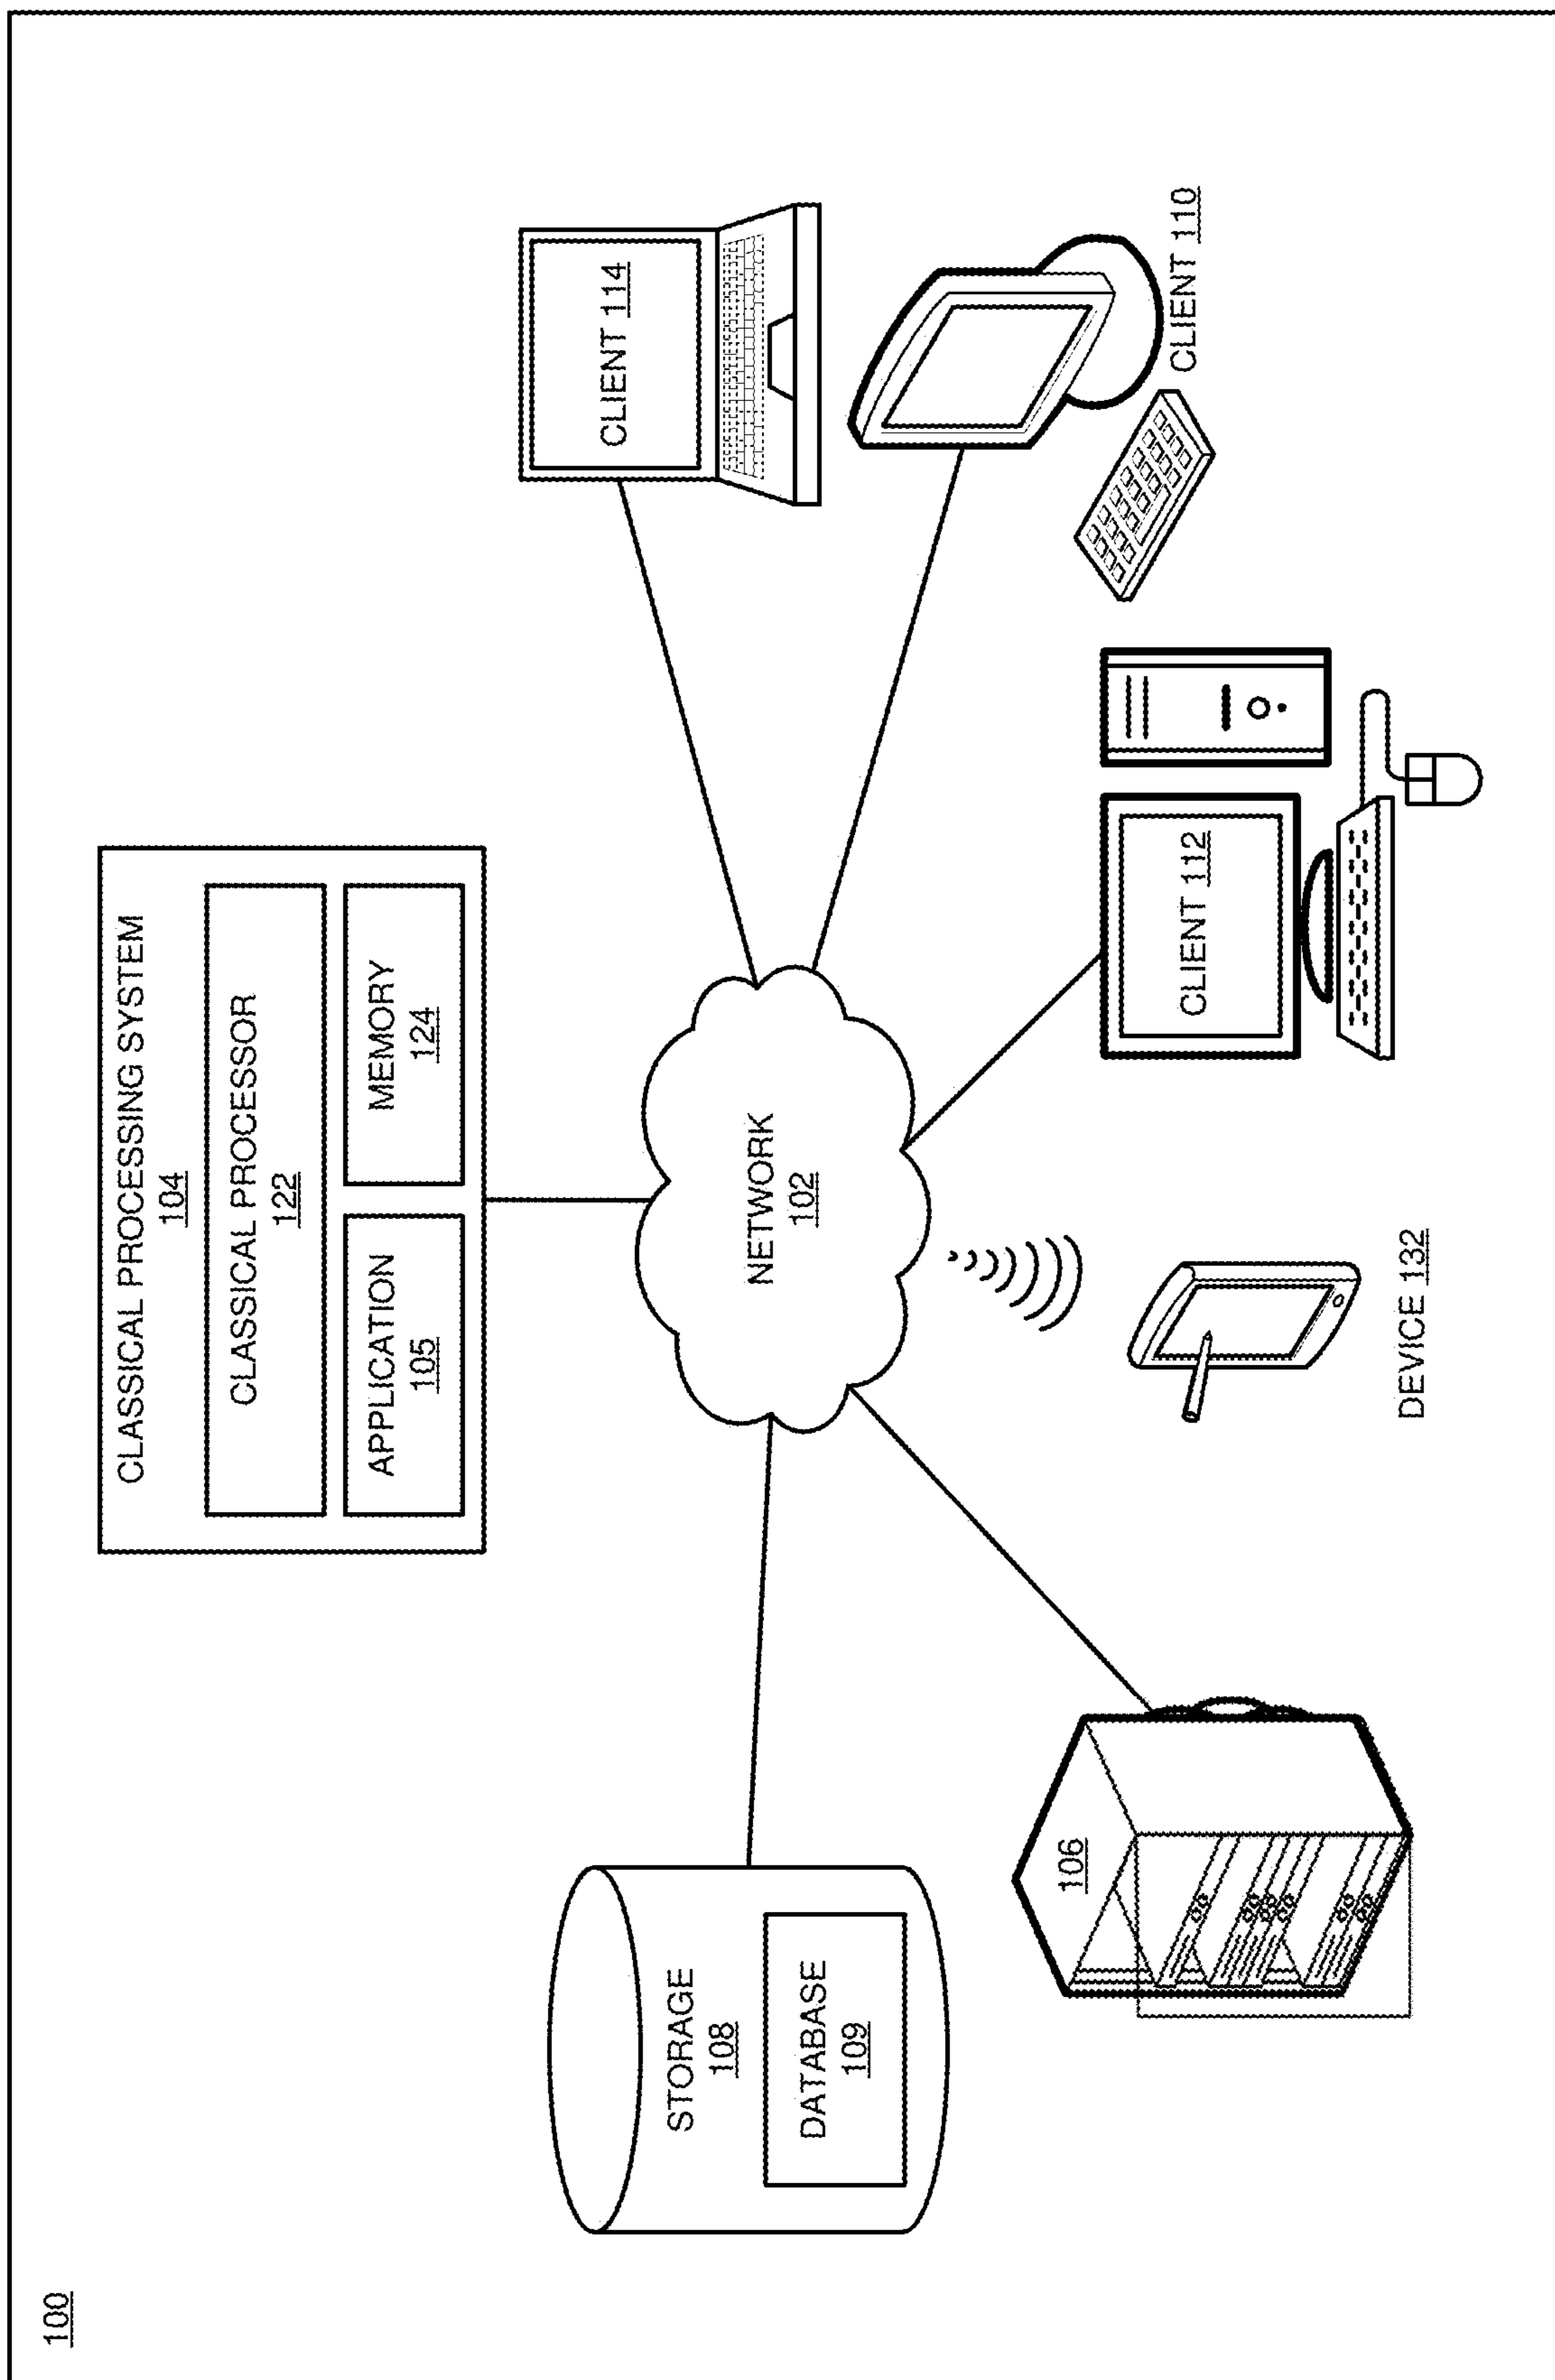 100
CLASSICAL PROCESSING SYSTEM
104
CLASSICAL PROCESSOR
122
APPLICATION
105
MEMORY
124
STORAGE
108
DATABASE
109
NETWORK
102
CLIENT 114
CLIENT 110
106
DEVICE 132
CLIENT 112